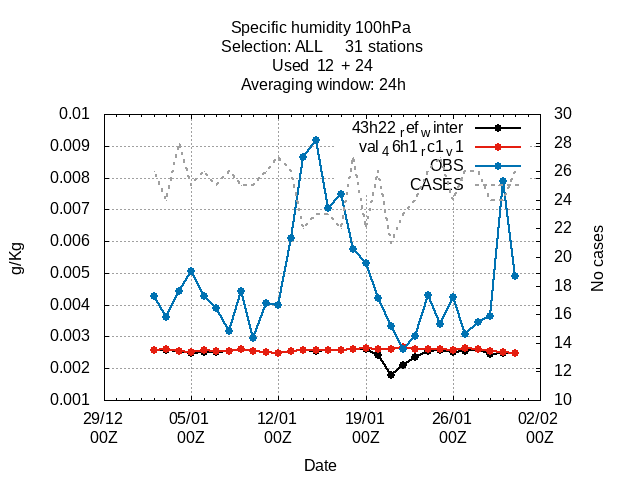 Specific humidity 100hPa
Selection: ALL 31 stations
Used 12 + 24
Averaging window: 24h
0.01
0.009
0.008
0.007
0.006
0.005
0.004
0.003
0.002
0.001
g/Kg
43h22 ref winter
val 46h1 rc1 v1
OBS
CASES
30
28
26
24
22
20
18
16
14
12
10
No cases
29/12 05/01 12/01 19/01 26/01 02/02
00Z 00Z 00Z 00Z 00Z 00Z
Date